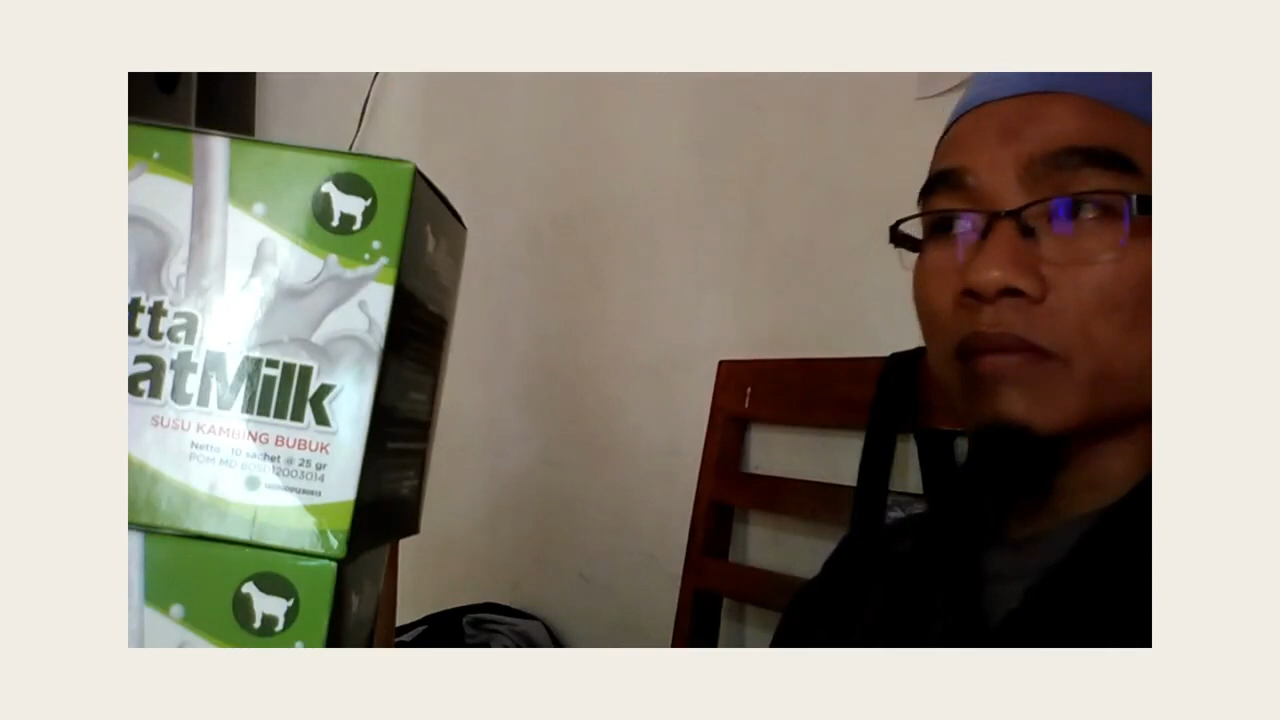 tta
atMilk
SUSU KAMBING BUBUK
Netto 10 sachet @ 25 gr
POM MD